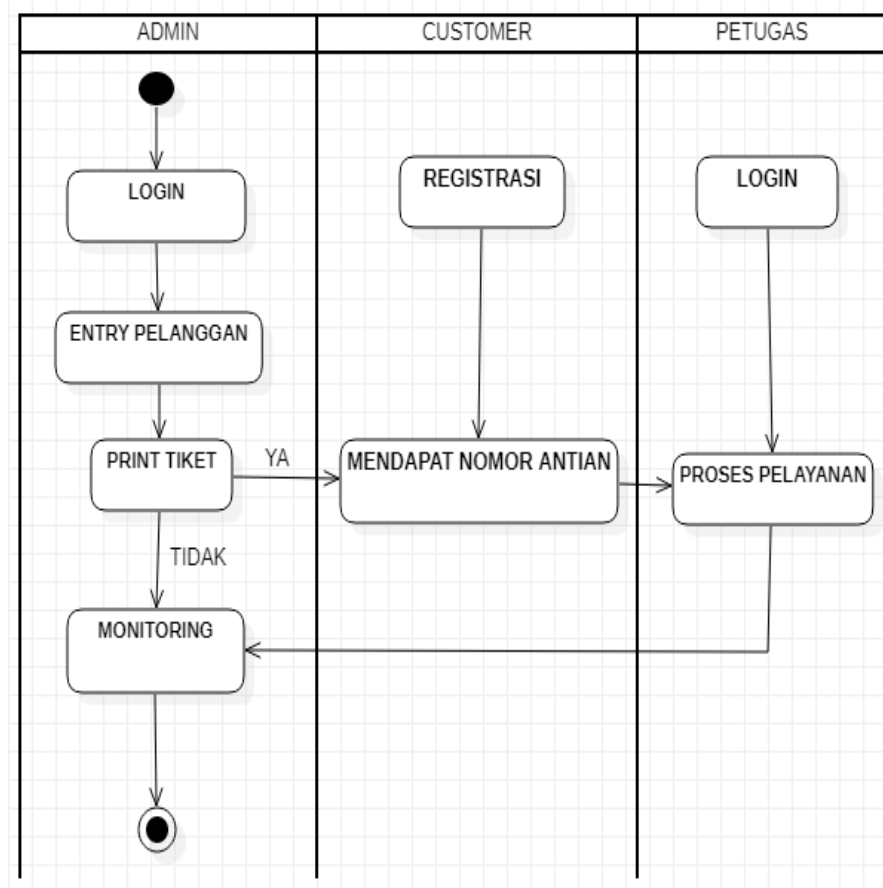 ADMIN
CUSTOMER
PETUGAS
LOGIN
REGISTRASI
LOGIN
ENTRY PELANGGAN
PRINT TIKET
YA
MENDAPAT NOMOR ANTIAN
PROSES PELAYANAN
TIDAK
MONITORING